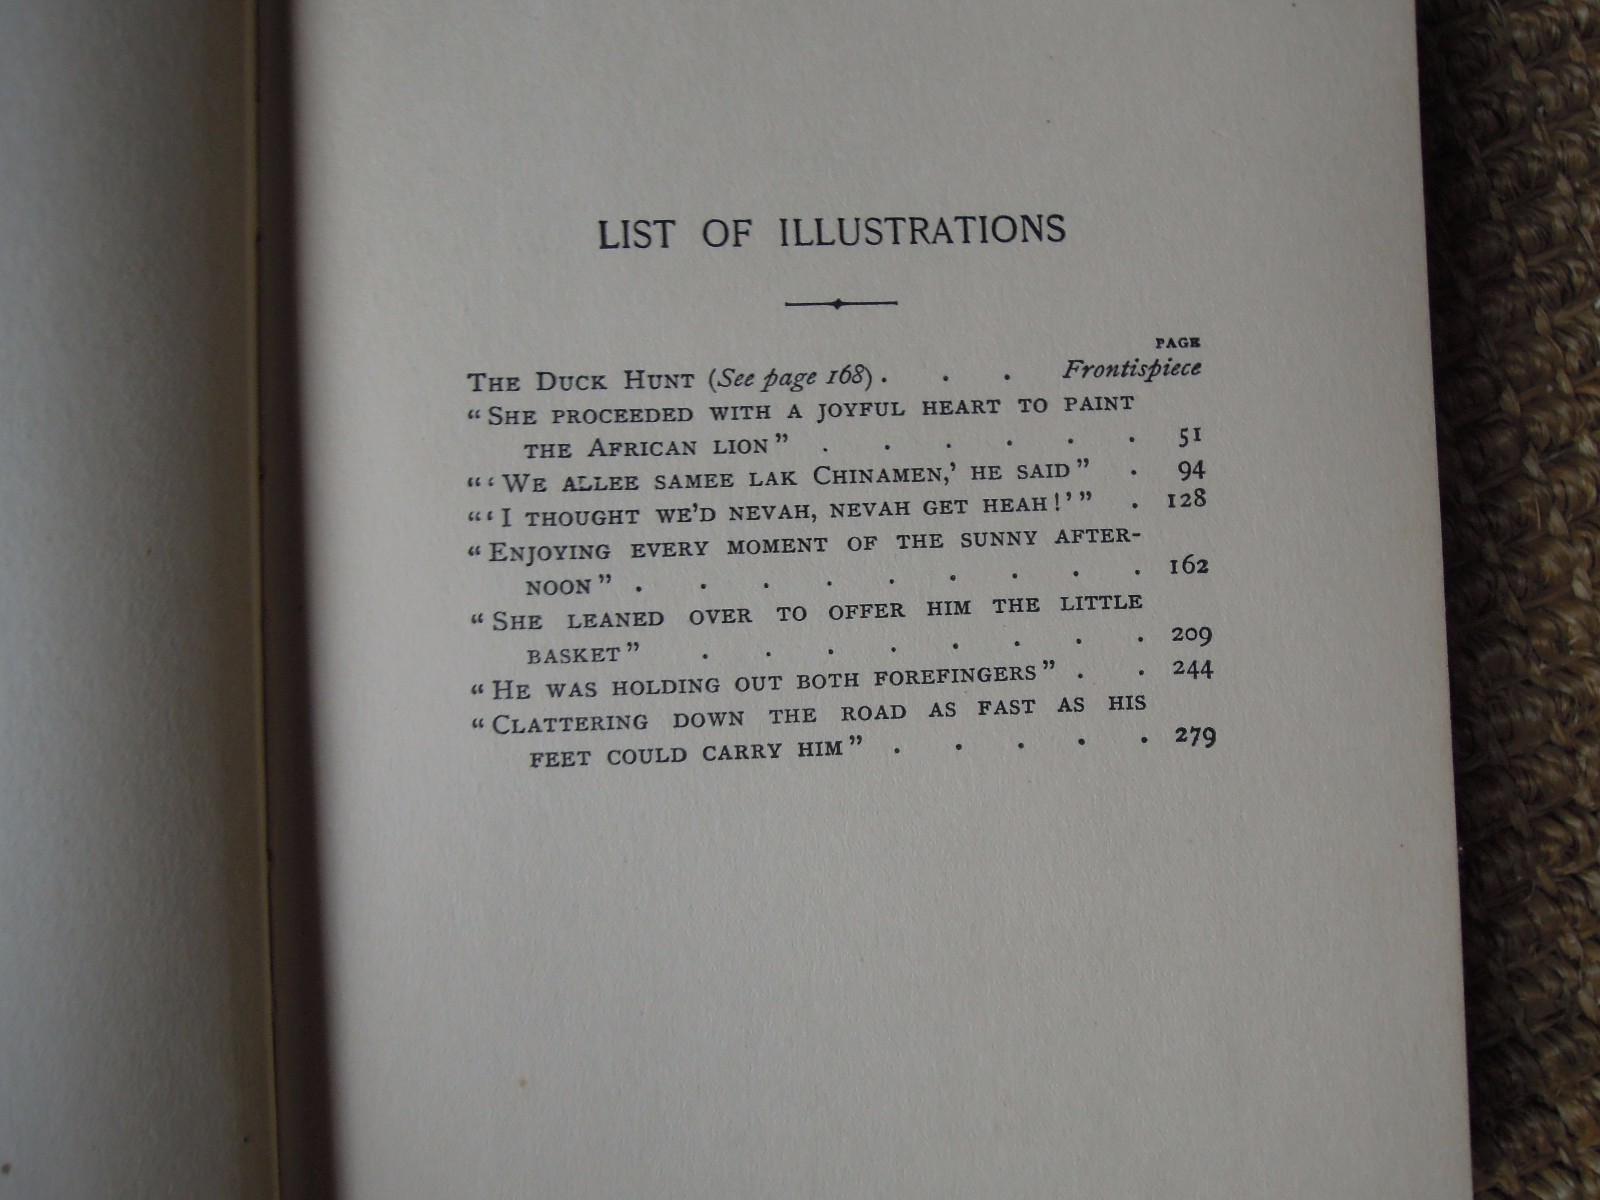 LIST OF ILLUSTRATIONS
PAGE
THE DUCK HUNT (See page 168) . . . Frontispiece
“SHE PROCEEDED WITH A JOYFUL HEART TO PAINT
THE AFRICAN LION” . . . . . . 51
“‘WE ALLEE SAMEE LAK CHINAMEN,’ HE SAID” . 94
“‘I THOUGHT WE’D NEVAH, NEVAH GET HEAH!’” . 128
“ENJOYING EVERY MOMENT OF THE SUNNY AFTER-
NOON” . . . . . . . . . 162
“SHE LEANED OVER TO OFFER HIM THE LITTLE
BASKET” . . . . . . . . 209
“HE WAS HOLDING OUT BOTH FOREFINGERS” . . 244
“CLATTERING DOWN THE ROAD AS FAST AS HIS
FEET COULD CARRY HIM” . . . . . 279